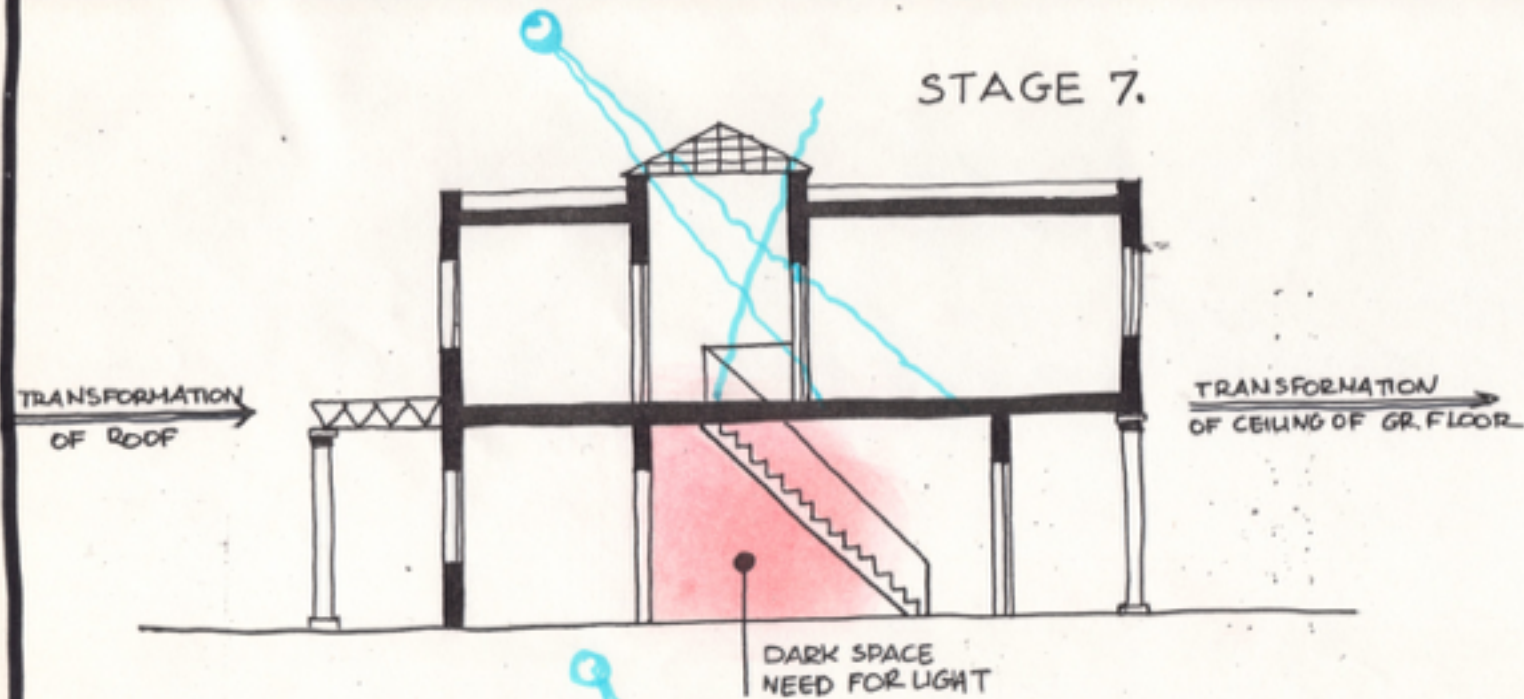 STAGE 7.
TRANSFORMATION
OF ROOF
TRANSFORMATION
OF CEILING OF GR. FLOOR
DARK SPACE
NEED FOR LIGHT